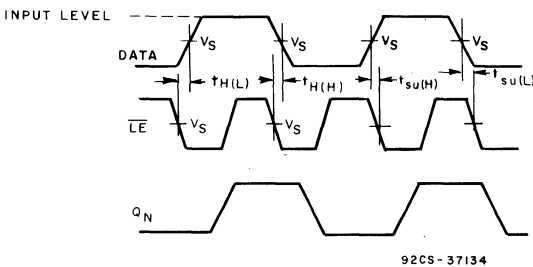 INPUT LEVEL
DATA
VS VS VS VS
tH(L) tH(H) tsu(H) tsu(L)
LE VS VS
QN
92CS-37134